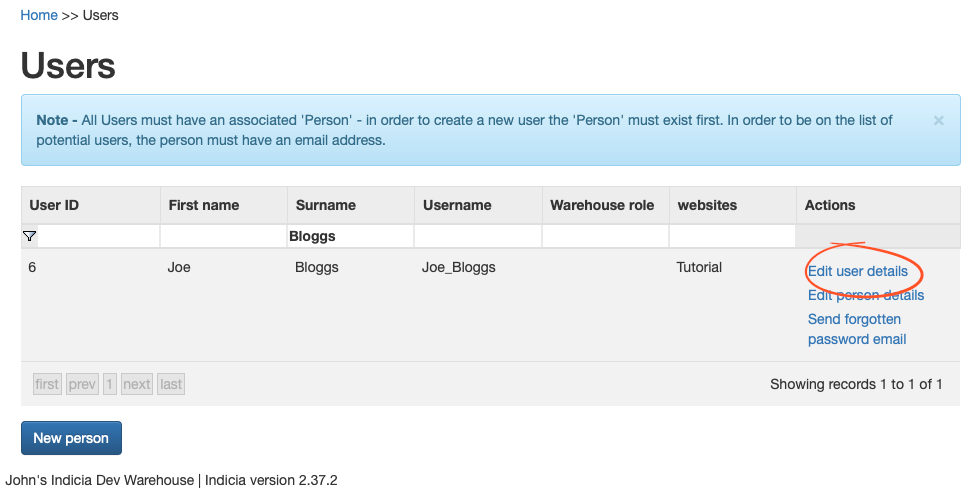 Home >> Users
Users
Note - All Users must have an associated 'Person' - in order to create a new user the 'Person' must exist first. In order to be on the list of
potential users, the person must have an email address.
×
User ID First name Surname Username Warehouse role websites Actions
Bloggs
6 Joe Bloggs Joe_Bloggs Tutorial Edit user details
Edit person details
Send forgotten
password email
first prev 1 next last Showing records 1 to 1 of 1
New person
John's Indicia Dev Warehouse | Indicia version 2.37.2